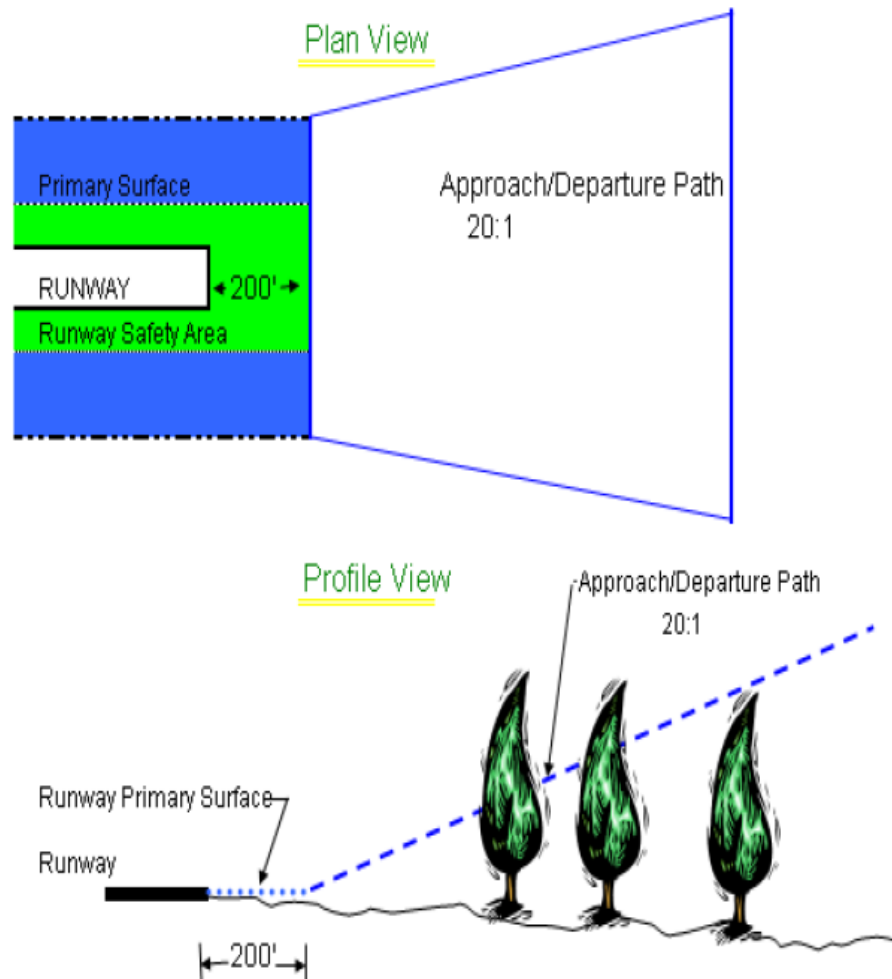 Plan View
Primary Surface
Approach/Departure Path
20:1
RUNWAY
200'
Runway Safety Area
Profile View
Approach/Departure Path
20:1
Runway Primary Surface
Runway
200'